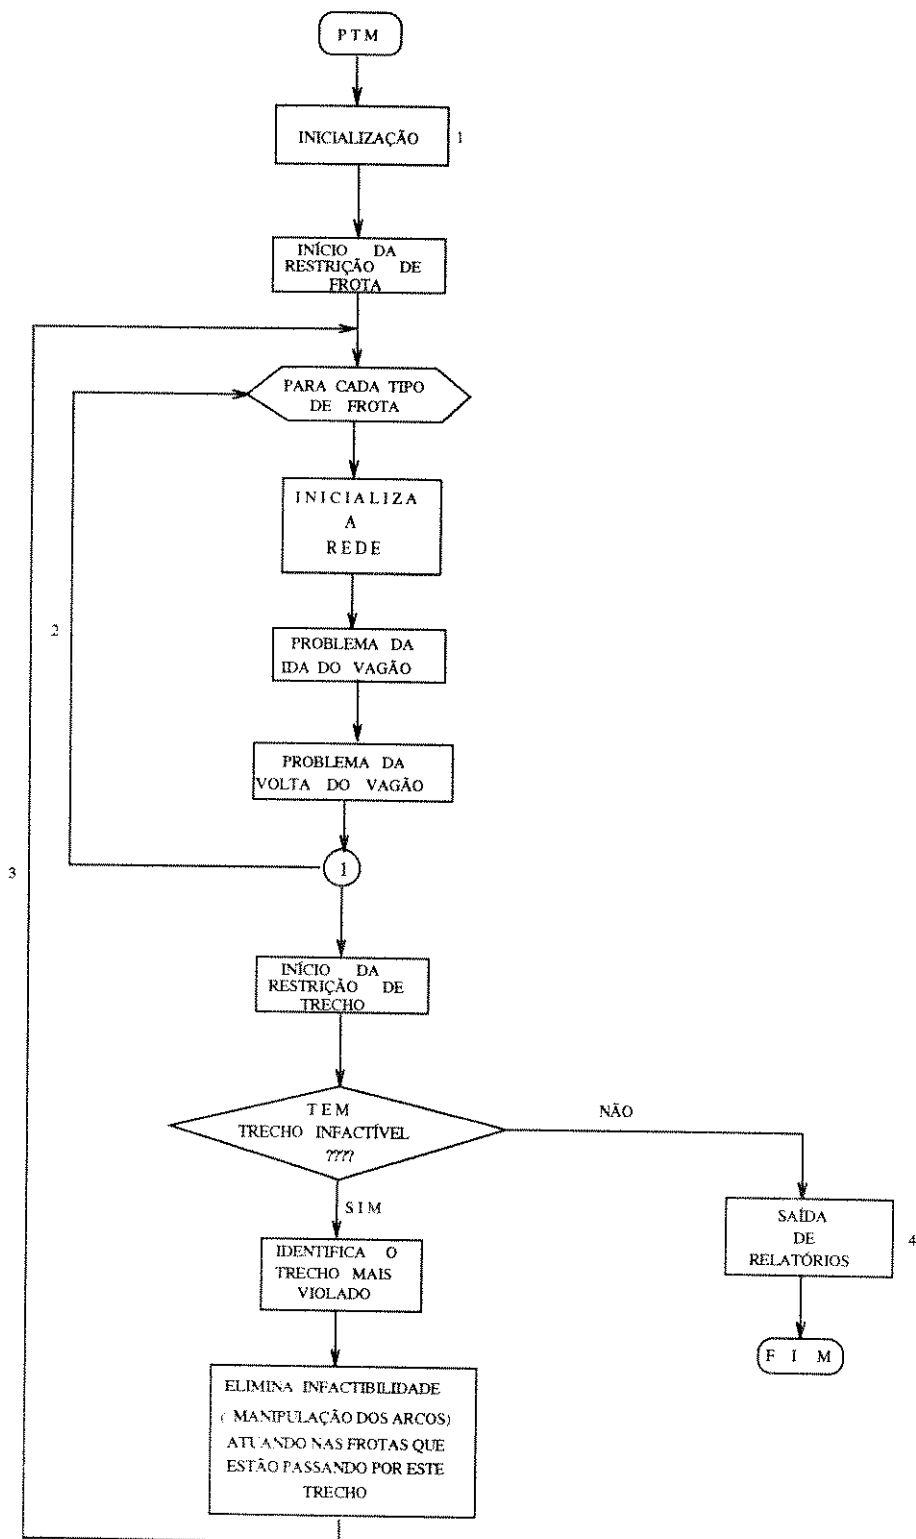 PTM
INICIALIZAÇÃO 1
INÍCIO DA
RESTRIÇÃO DE
FROTA
PARA CADA TIPO
DE FROTA
INICIALIZA
A
REDE
2
PROBLEMA DA
IDA DO VAGÃO
PROBLEMA DA
VOLTA DO VAGÃO
3
1
INÍCIO DA
RESTRIÇÃO DE
TRECHO
TEM
TRECHO INFACTÍVEL
????
NÃO
SIM
SAÍDA
DE
RELATÓRIOS
4
IDENTIFICA O
TRECHO MAIS
VIOLADO
F I M
ELIMINA INFACTIBILIDADE
( MANIPULAÇÃO DOS ARCOS)
ATUANDO NAS FROTAS QUE
ESTÃO PASSANDO POR ESTE
TRECHO